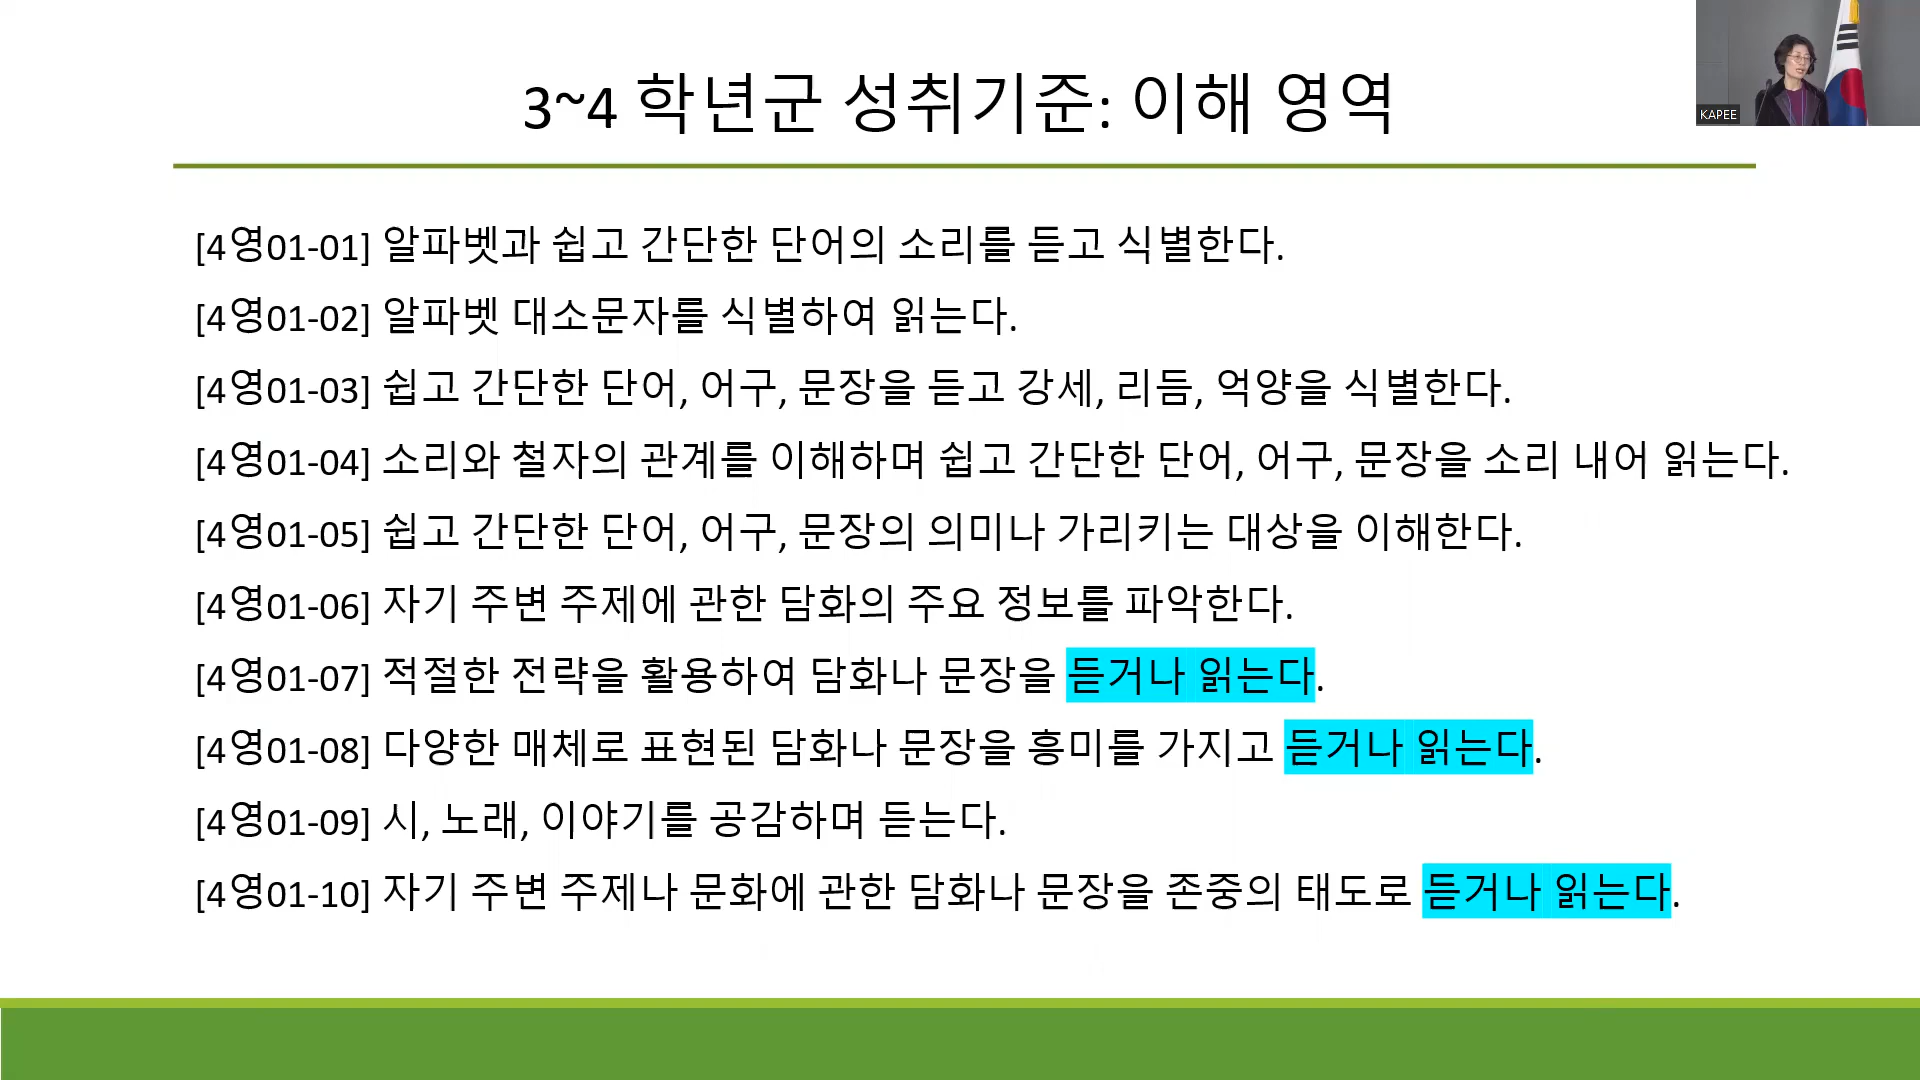 3~4 학년군 성취기준: 이해 영역
KAPEE
[4영01-01] 알파벳과 쉽고 간단한 단어의 소리를 듣고 식별한다.
[4영01-02] 알파벳 대소문자를 식별하여 읽는다.
[4영01-03] 쉽고 간단한 단어, 어구, 문장을 듣고 강세, 리듬, 억양을 식별한다.
[4영01-04] 소리와 철자의 관계를 이해하며 쉽고 간단한 단어, 어구, 문장을 소리 내어 읽는다.
[4영01-05] 쉽고 간단한 단어, 어구, 문장의 의미나 가리키는 대상을 이해한다.
[4영01-06] 자기 주변 주제에 관한 담화의 주요 정보를 파악한다.
[4영01-07] 적절한 전략을 활용하여 담화나 문장을 듣거나 읽는다.
[4영01-08] 다양한 매체로 표현된 담화나 문장을 흥미를 가지고 듣거나 읽는다.
[4영01-09] 시, 노래, 이야기를 공감하며 듣는다.
[4영01-10] 자기 주변 주제나 문화에 관한 담화나 문장을 존중의 태도로 듣거나 읽는다.